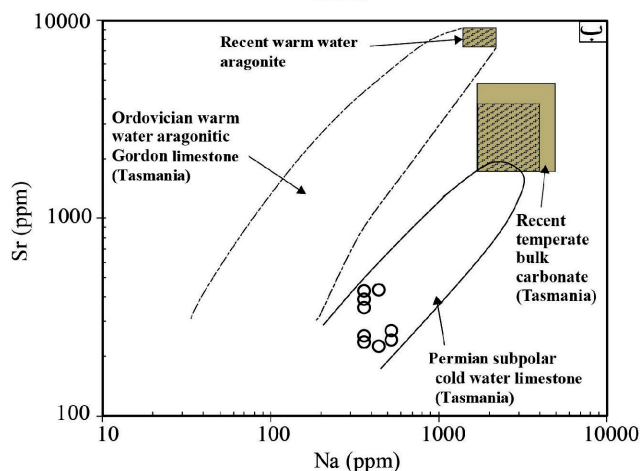 10000
Recent warm water
aragonite
Ordovician warm
water aragonitic
Gordon limestone
(Tasmania)
Sr (ppm)
1000
Recent
temperate
bulk
carbonate
(Tasmania)
Permian subpolar
cold water limestone
(Tasmania)
100
10
100
1000
10000
Na (ppm)